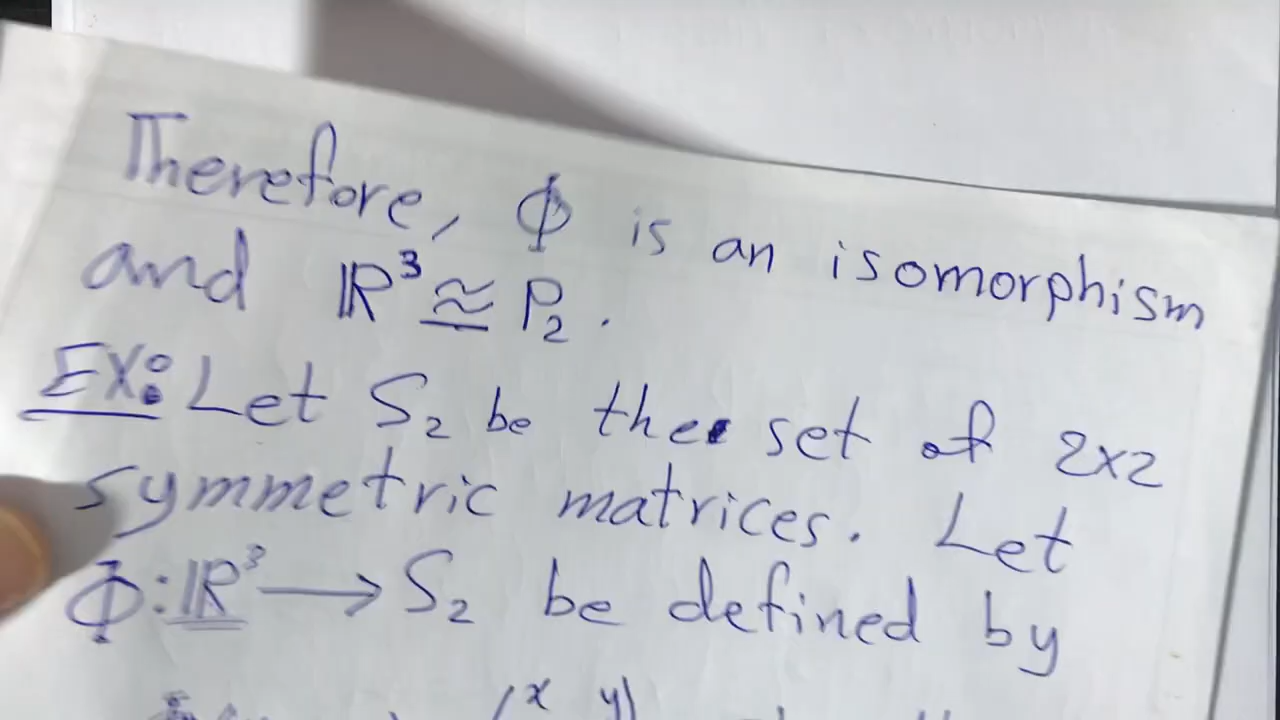 Therefore, Φ is an isomorphism
and ℝ³ ≅ P₂.
EX: Let S₂ be the set of 2x2
symmetric matrices. Let
Φ: ℝ³ → S₂ be defined by
(x y)